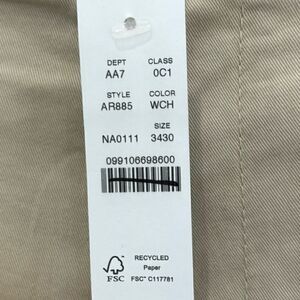 DEPT CLASS
AA7 0C1
STYLE COLOR
AR885 WCH
SIZE
NA0111 3430
099106698600
RECYCLED
Paper
FSC® C117781
FSC